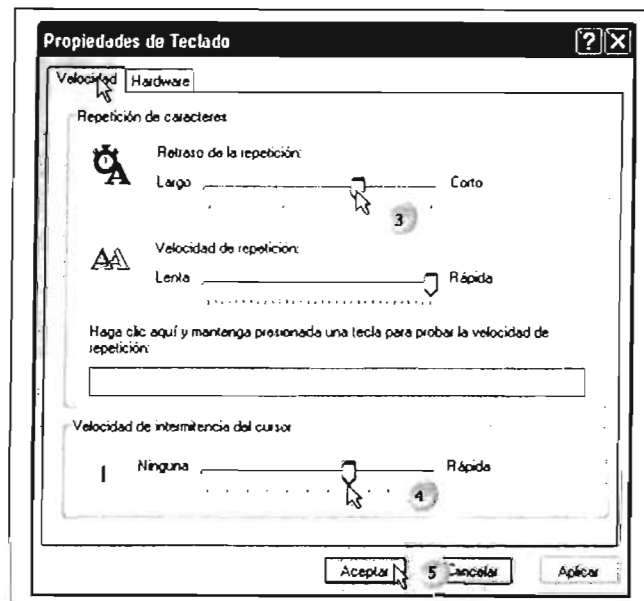 Propiedades de Teclado
Velocidad Hardware
Repetición de caracteres
A
Retraso de la repetición:
Largo Corto
3
AA
Velocidad de repetición:
Lenta Rápida
Haga clic aquí y mantenga presionada una tecla para probar la velocidad de
repetición:
Velocidad de intermitencia del cursor
Ninguna Rápida
4
Aceptar 5 Cancelar Aplicar